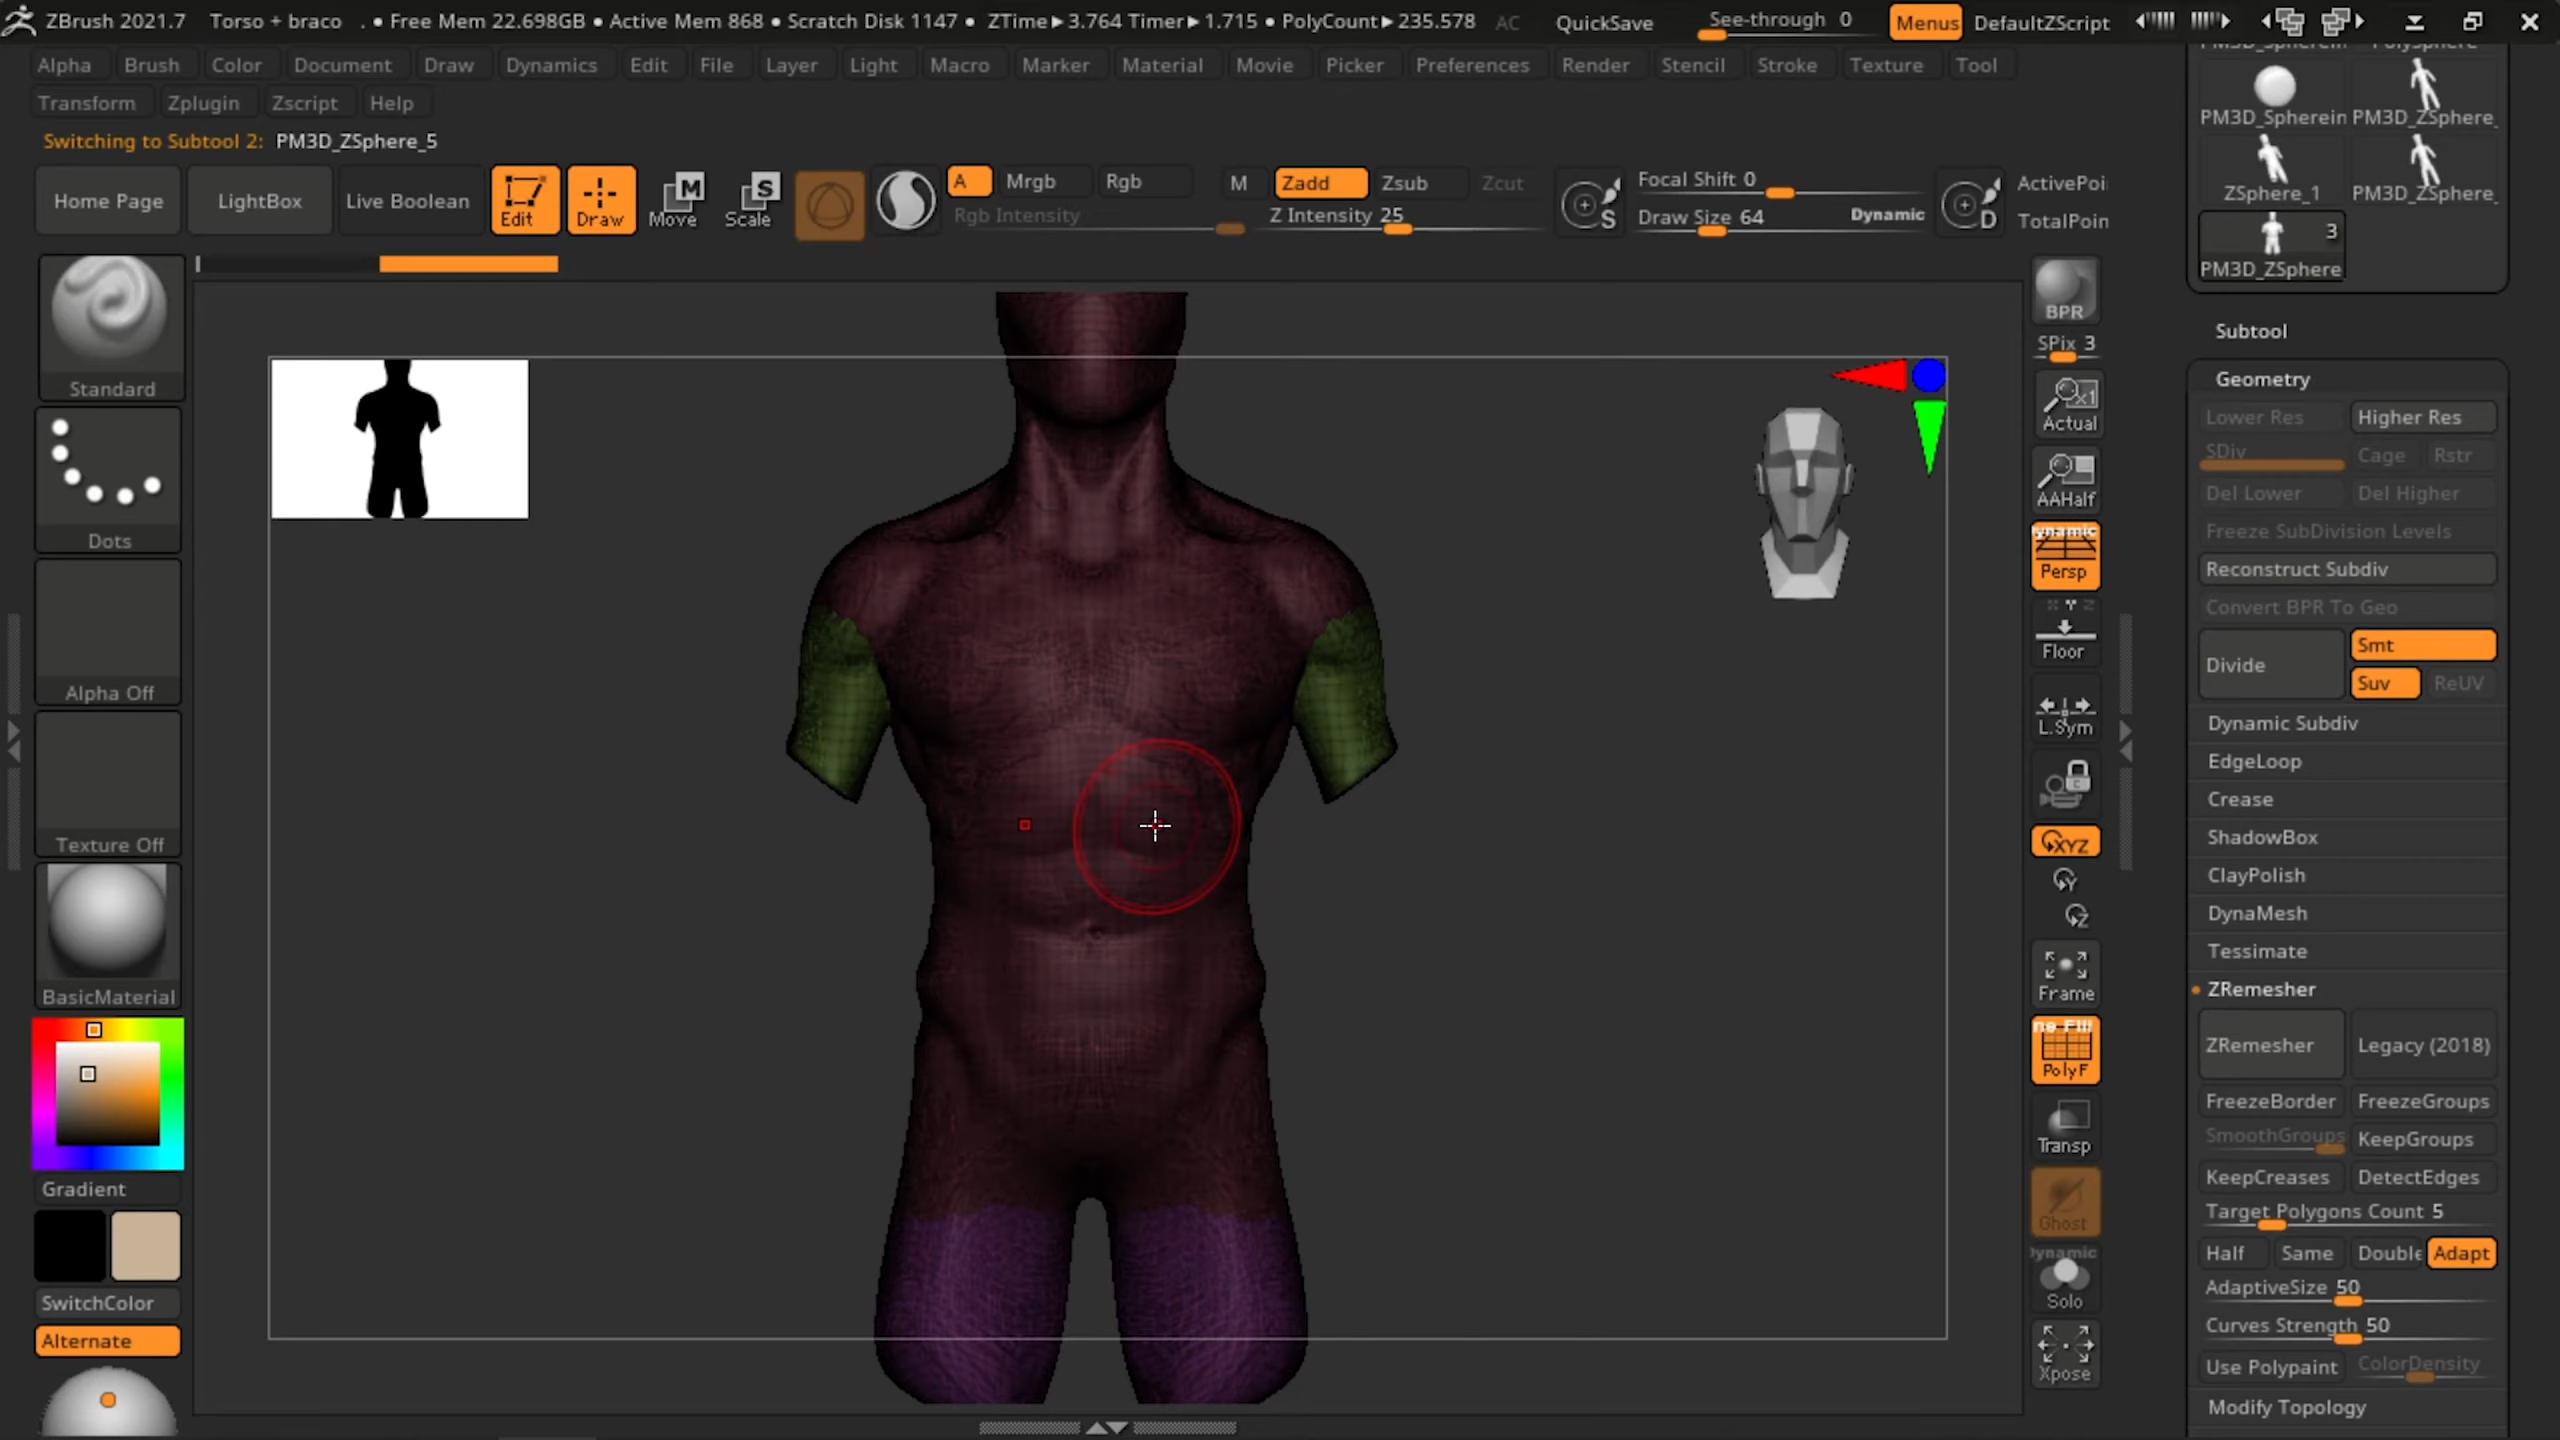 ZBrush 2021.7 Torso + braco . • Free Mem 22.698GB • Active Mem 868 • Scratch Disk 1147 • ZTime▸3.764 Timer▸1.715 • PolyCount▸235.578 AC QuickSave See-through 0 Menus DefaultZScript
Alpha Brush Color Document Draw Dynamics Edit File Layer Light Macro Marker Material Movie Picker Preferences Render Stencil Stroke Texture Tool
Transform Zplugin Zscript Help
Switching to Subtool 2: PM3D_ZSphere_5
Home Page LightBox Live Boolean Edit Draw Move Scale A Mrgb Rgb M Zadd Zsub Zcut Focal Shift 0 ActivePoi
Rgb Intensity Z Intensity 25 Draw Size 64 Dynamic TotalPoin
M S S D
Standard
Dots
Alpha Off
Texture Off
BasicMaterial
Gradient
SwitchColor
Alternate
BPR
SPix 3
x1
Actual
AAHalf
Persp
Floor
L.Sym
XYZ
Y
Z
Frame
PolyF
Transp
Ghost
Solo
Xpose
PM3D_Spherein PM3D_ZSphere_
ZSphere_1 PM3D_ZSphere_
3
PM3D_ZSphere
Subtool
Geometry
Lower Res Higher Res
SDiv Cage Rstr
Del Lower Del Higher
Freeze SubDivision Levels
Reconstruct Subdiv
Convert BPR To Geo
Divide Smt
Suv ReUV
Dynamic Subdiv
EdgeLoop
Crease
ShadowBox
ClayPolish
DynaMesh
Tessimate
ZRemesher
ZRemesher Legacy (2018)
FreezeBorder FreezeGroups
SmoothGroups KeepGroups
KeepCreases DetectEdges
Target Polygons Count 5
Half Same Double Adapt
AdaptiveSize 50
Curves Strength 50
Use Polypaint ColorDensity
Modify Topology